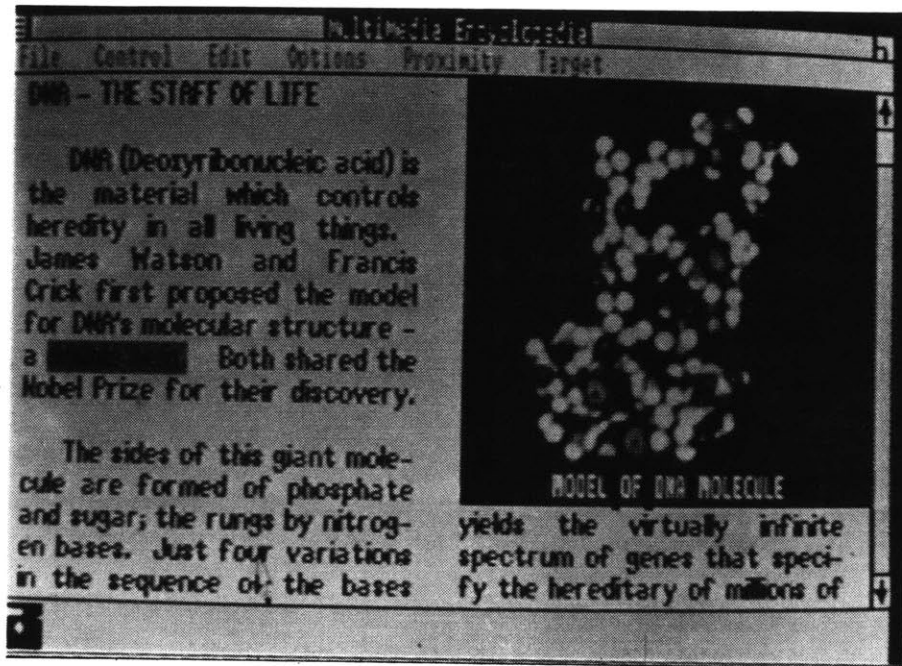 MultiMedia Encyclopedia
File Control Edit Options Proximity Target
DNA - THE STAFF OF LIFE
DNA (Deoxyribonucleic acid) is
the material which controls
heredity in all living things.
James Watson and Francis
Crick first proposed the model
for DNA's molecular structure -
a Both shared the
Nobel Prize for their discovery.
The sides of this giant mole-
cule are formed of phosphate
and sugar; the rungs by nitrog-
en bases. Just four variations
in the sequence of the bases
MODEL OF DNA MOLECULE
yields the virtually infinite
spectrum of genes that speci-
fy the hereditary of millions of